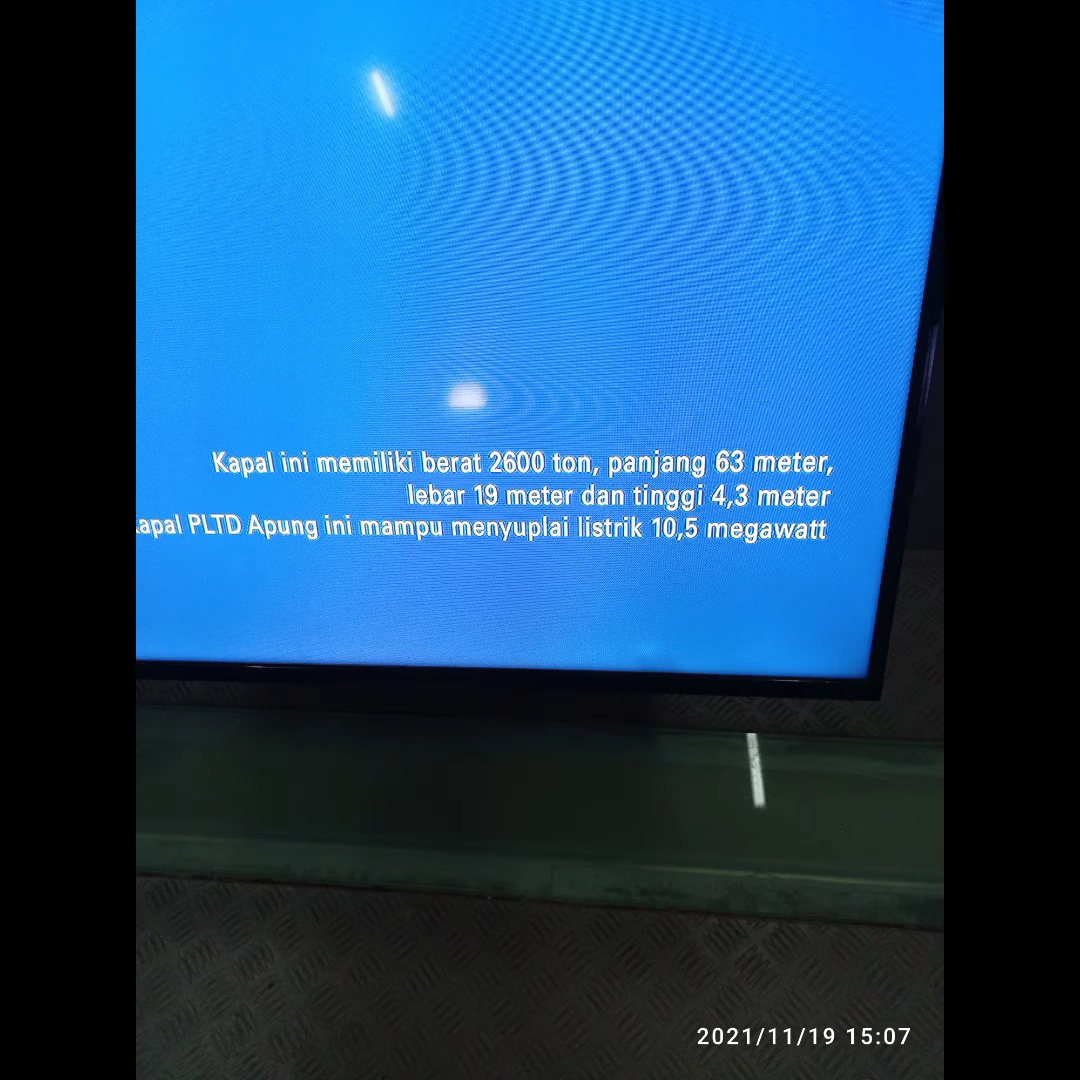 Kapal ini memiliki berat 2600 ton, panjang 63 meter,
lebar 19 meter dan tinggi 4,3 meter
PLTD Apung ini mampu menyuplai listrik 10,5 megawatt
2021/11/19 15:07